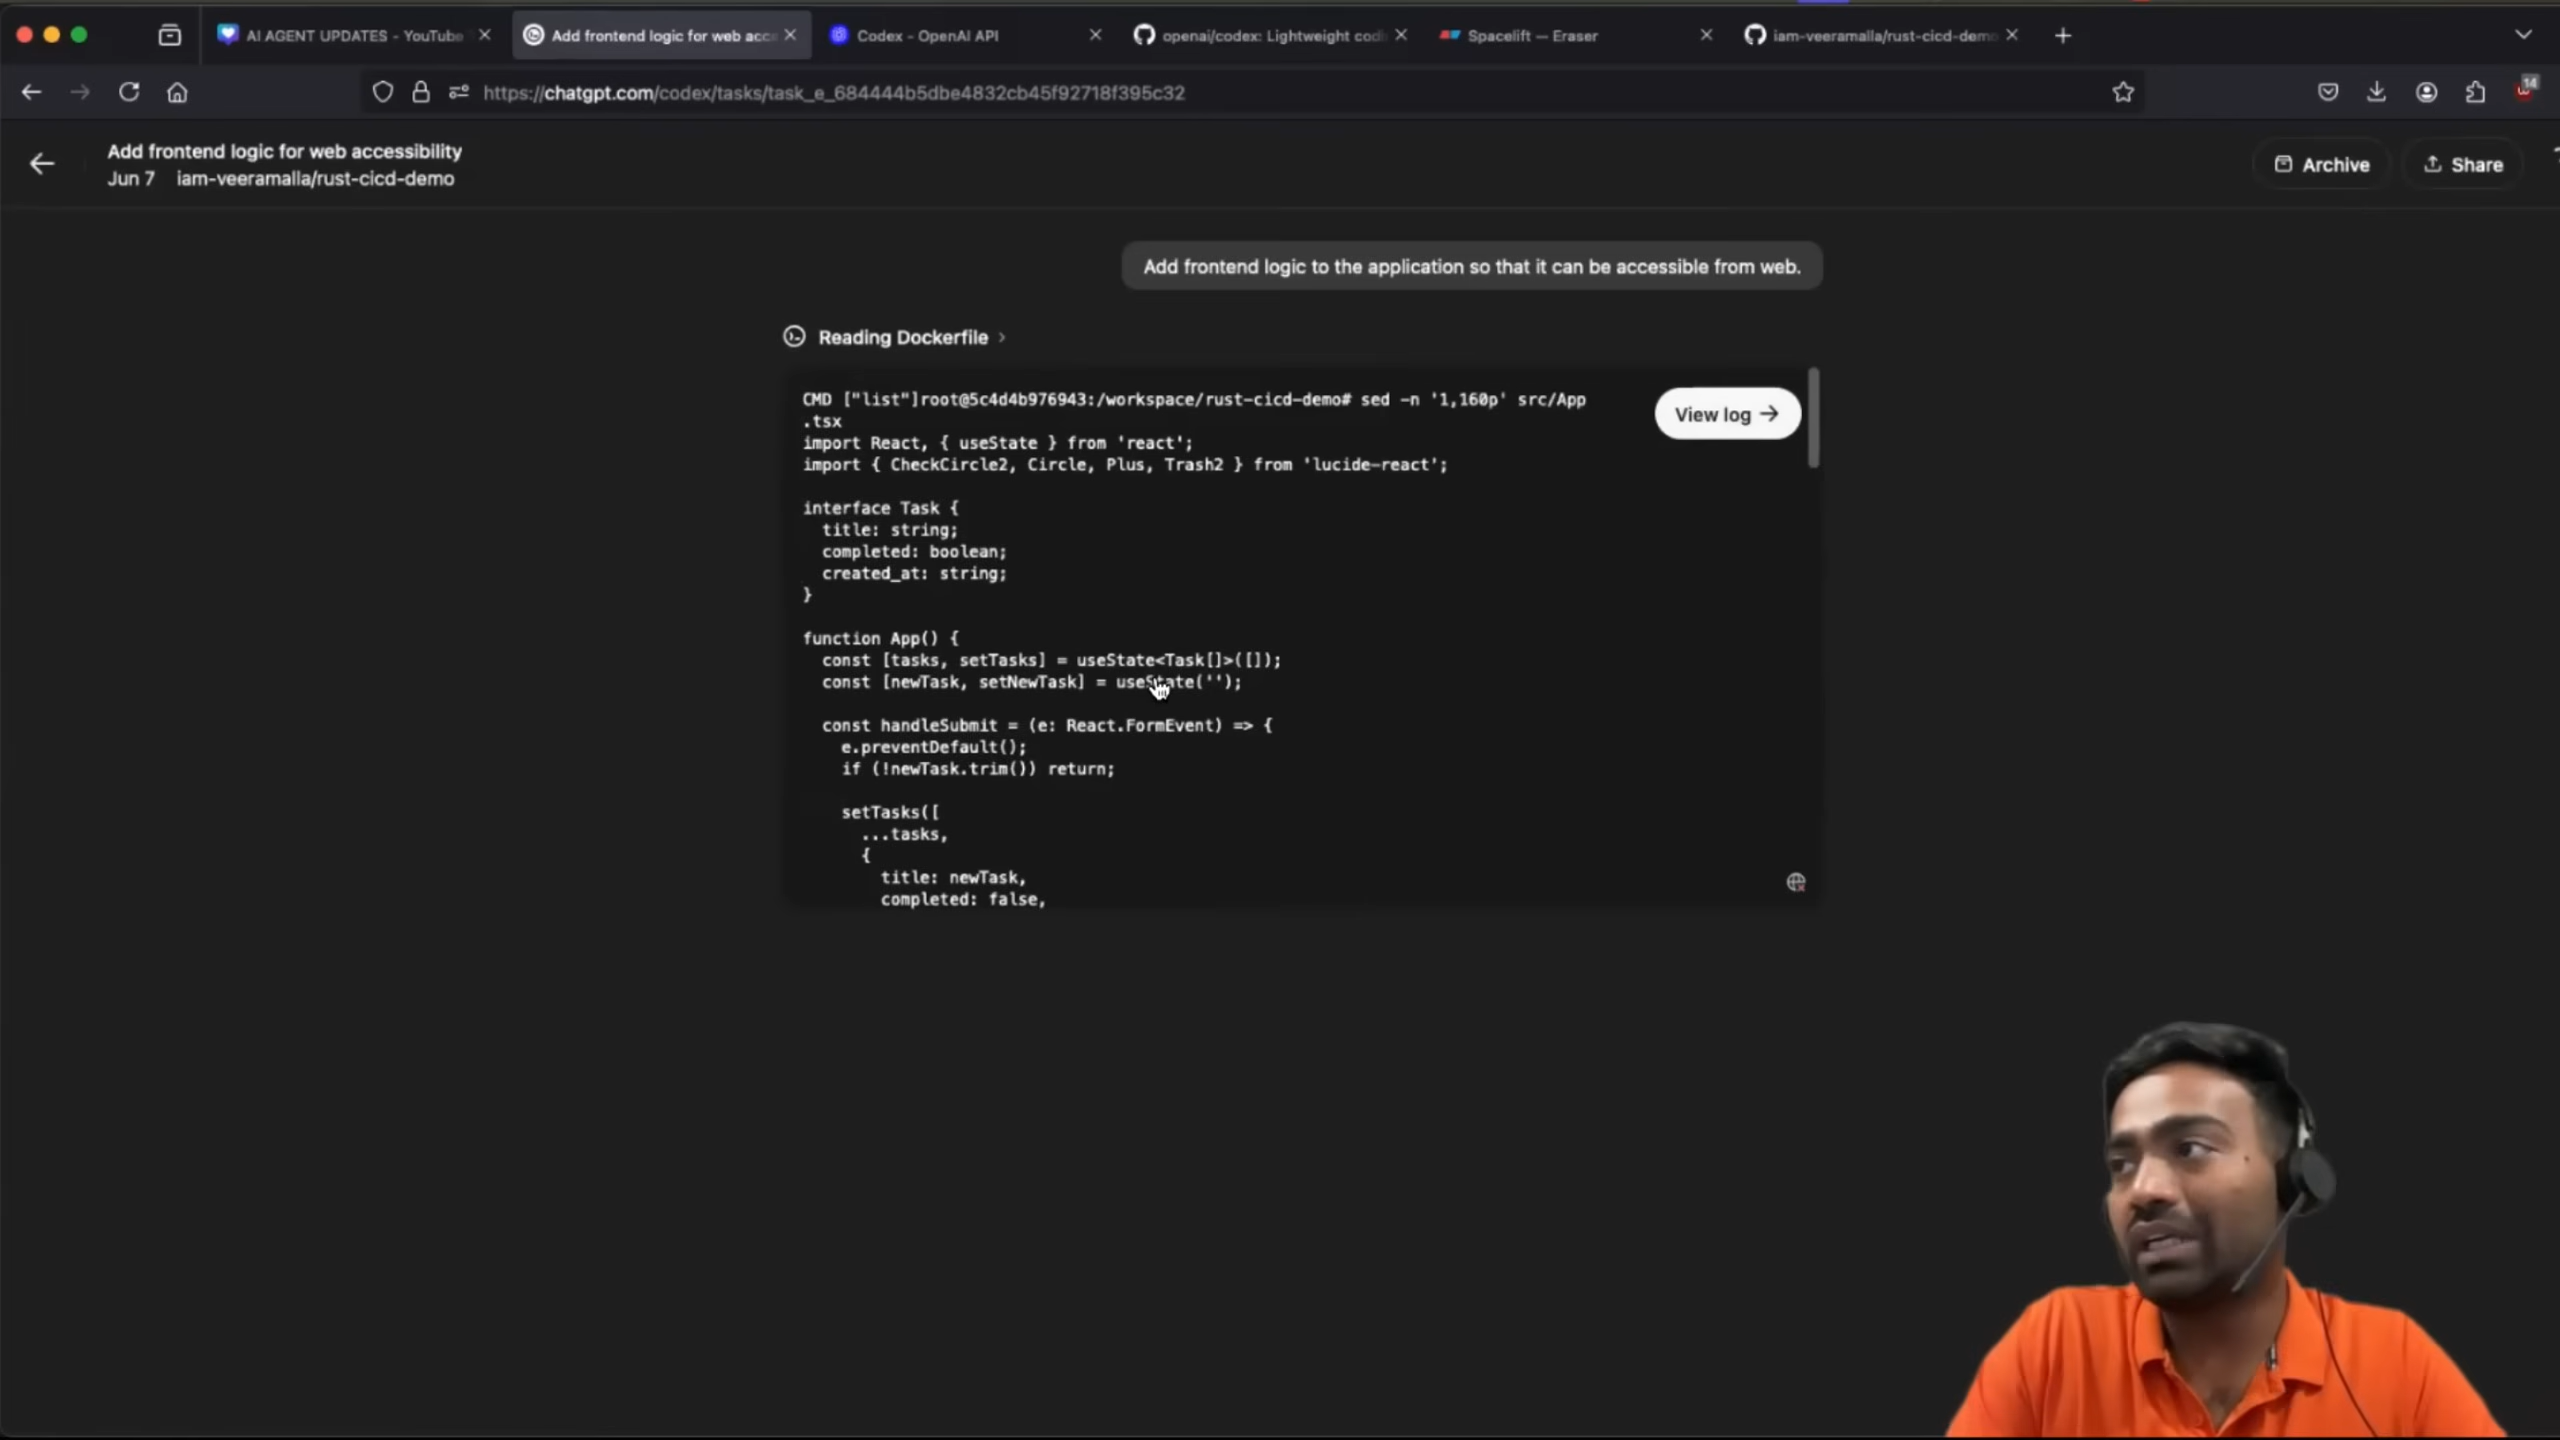 AI AGENT UPDATES - YouTube
Add frontend logic for web acce
Codex - OpenAI API
openai/codex: Lightweight codi
Spacelift — Eraser
iam-veeramalla/rust-cicd-demo
https://chatgpt.com/codex/tasks/task_e_684444b5dbe4832cb45f92718f395c32
14
Add frontend logic for web accessibility
Jun 7 iam-veeramalla/rust-cicd-demo
Archive
Share
Add frontend logic to the application so that it can be accessible from web.
Reading Dockerfile
View log
CMD ["list"]root@5c4d4b976943:/workspace/rust-cicd-demo# sed -n '1,160p' src/App
.tsx
import React, { useState } from 'react';
import { CheckCircle2, Circle, Plus, Trash2 } from 'lucide-react';
interface Task {
title: string;
completed: boolean;
created_at: string;
}
function App() {
const [tasks, setTasks] = useState<Task[]>([]);
const [newTask, setNewTask] = useState('');
const handleSubmit = (e: React.FormEvent) => {
e.preventDefault();
if (!newTask.trim()) return;
setTasks([
...tasks,
{
title: newTask,
completed: false,